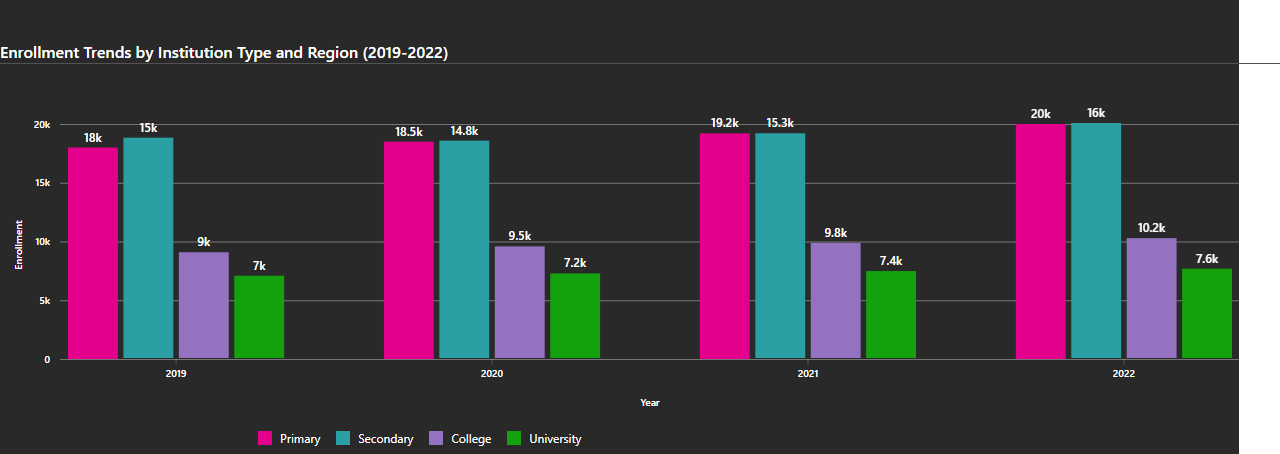 Enrollment Trends by Institution Type and Region (2019-2022)
20k
15k
10k
5k
0
Enrollment
18k
15k
9k
7k
18.5k
14.8k
9.5k
7.2k
19.2k
15.3k
9.8k
7.4k
20k
16k
10.2k
7.6k
2019 2020 2021 2022
Year
Primary Secondary College University